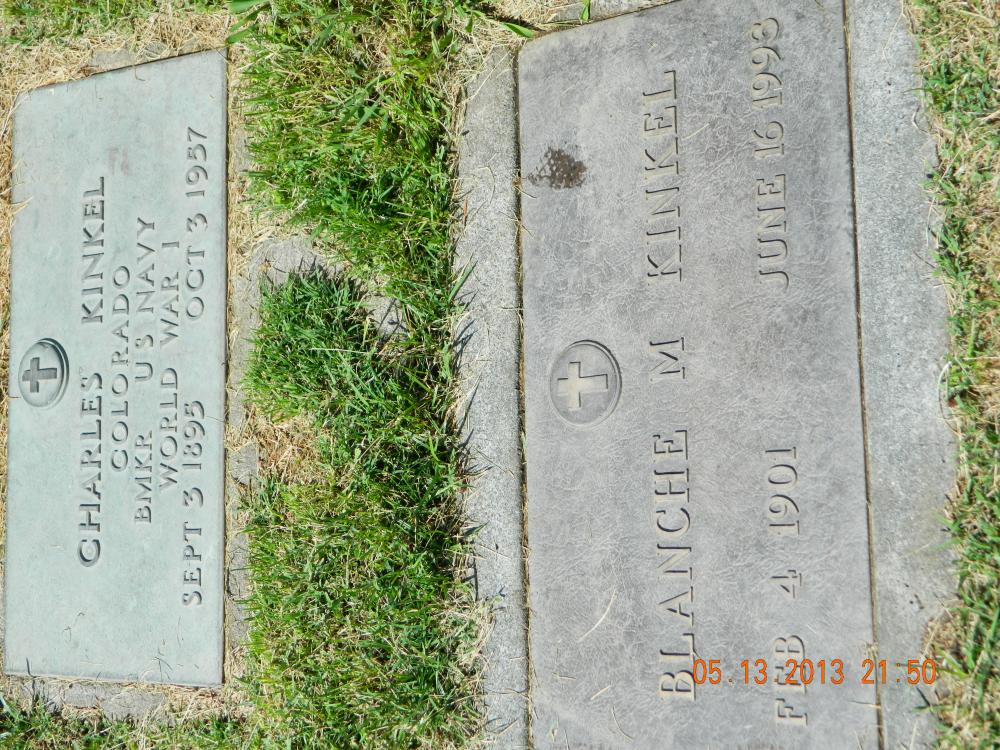 CHARLES KINKEL
COLORADO
BMKR U S NAVY
WORLD WAR I
SEPT 3 1895 OCT 3 1957
BLANCHE M KINKEL
FEB 4 1901 JUNE 16 1993
05.13.2013 21:50